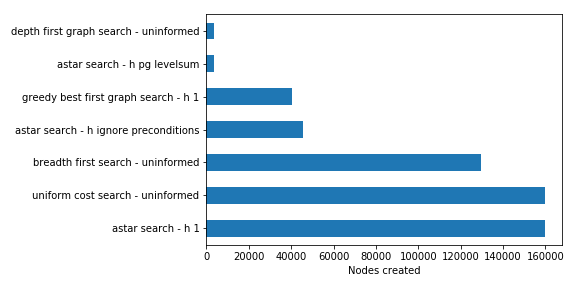 depth first graph search - uninformed
astar search - h pg levelsum
greedy best first graph search - h 1
astar search - h ignore preconditions
breadth first search - uninformed
uniform cost search - uninformed
astar search - h 1
0 20000 40000 60000 80000 100000 120000 140000 160000
Nodes created